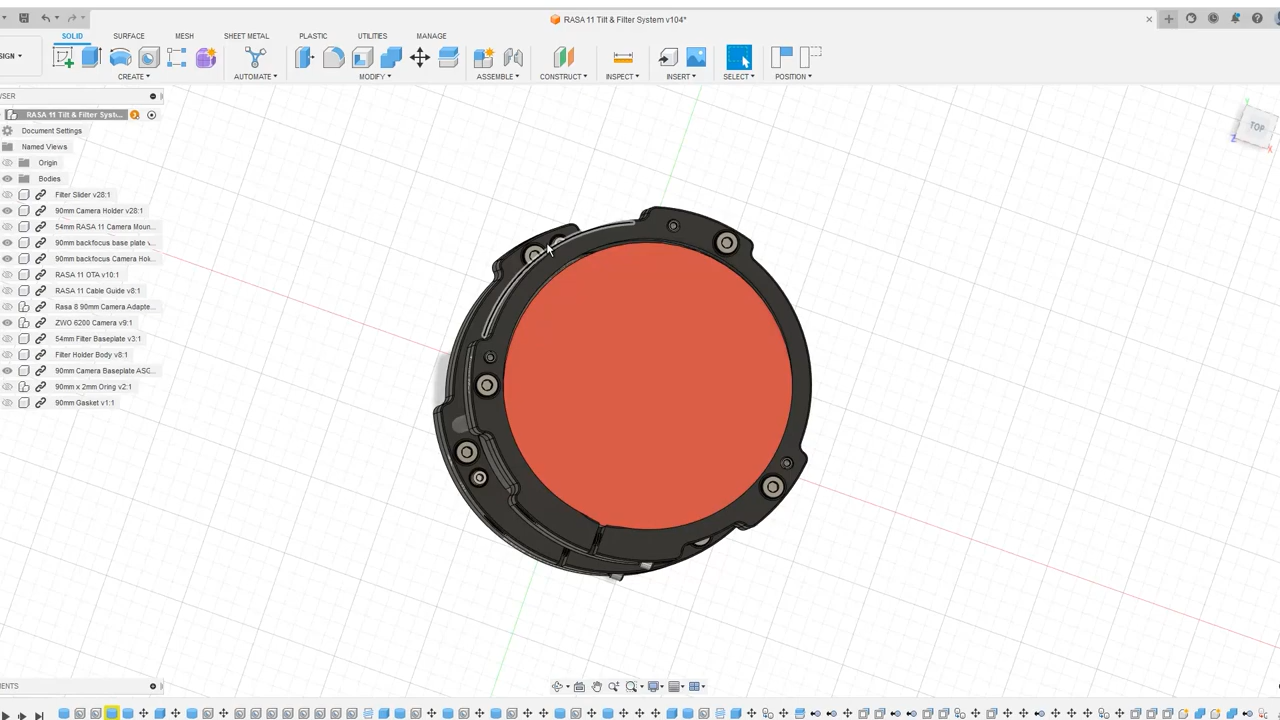 RASA 11 Tilt & Filter System v104*
SOLID SURFACE MESH SHEET METAL PLASTIC UTILITIES MANAGE
SIGN
CREATE AUTOMATE MODIFY ASSEMBLE CONSTRUCT INSPECT INSERT SELECT POSITION
WSER
RASA 11 Tilt & Filter Syst...
Document Settings
Named Views
Origin
Bodies
Filter Slider v28:1
90mm Camera Holder v28:1
54mm RASA 11 Camera Moun...
90mm backfocus base plate v...
90mm backfocus Camera Hok...
RASA 11 OTA v10:1
RASA 11 Cable Guide v8:1
Rasa 8 90mm Camera Adapte...
ZWO 6200 Camera v9:1
54mm Filter Baseplate v3:1
Filter Holder Body v8:1
90mm Camera Baseplate ASC...
90mm x 2mm Oring v2:1
90mm Gasket v1:1
TOP
Y
Z
X
MENTS